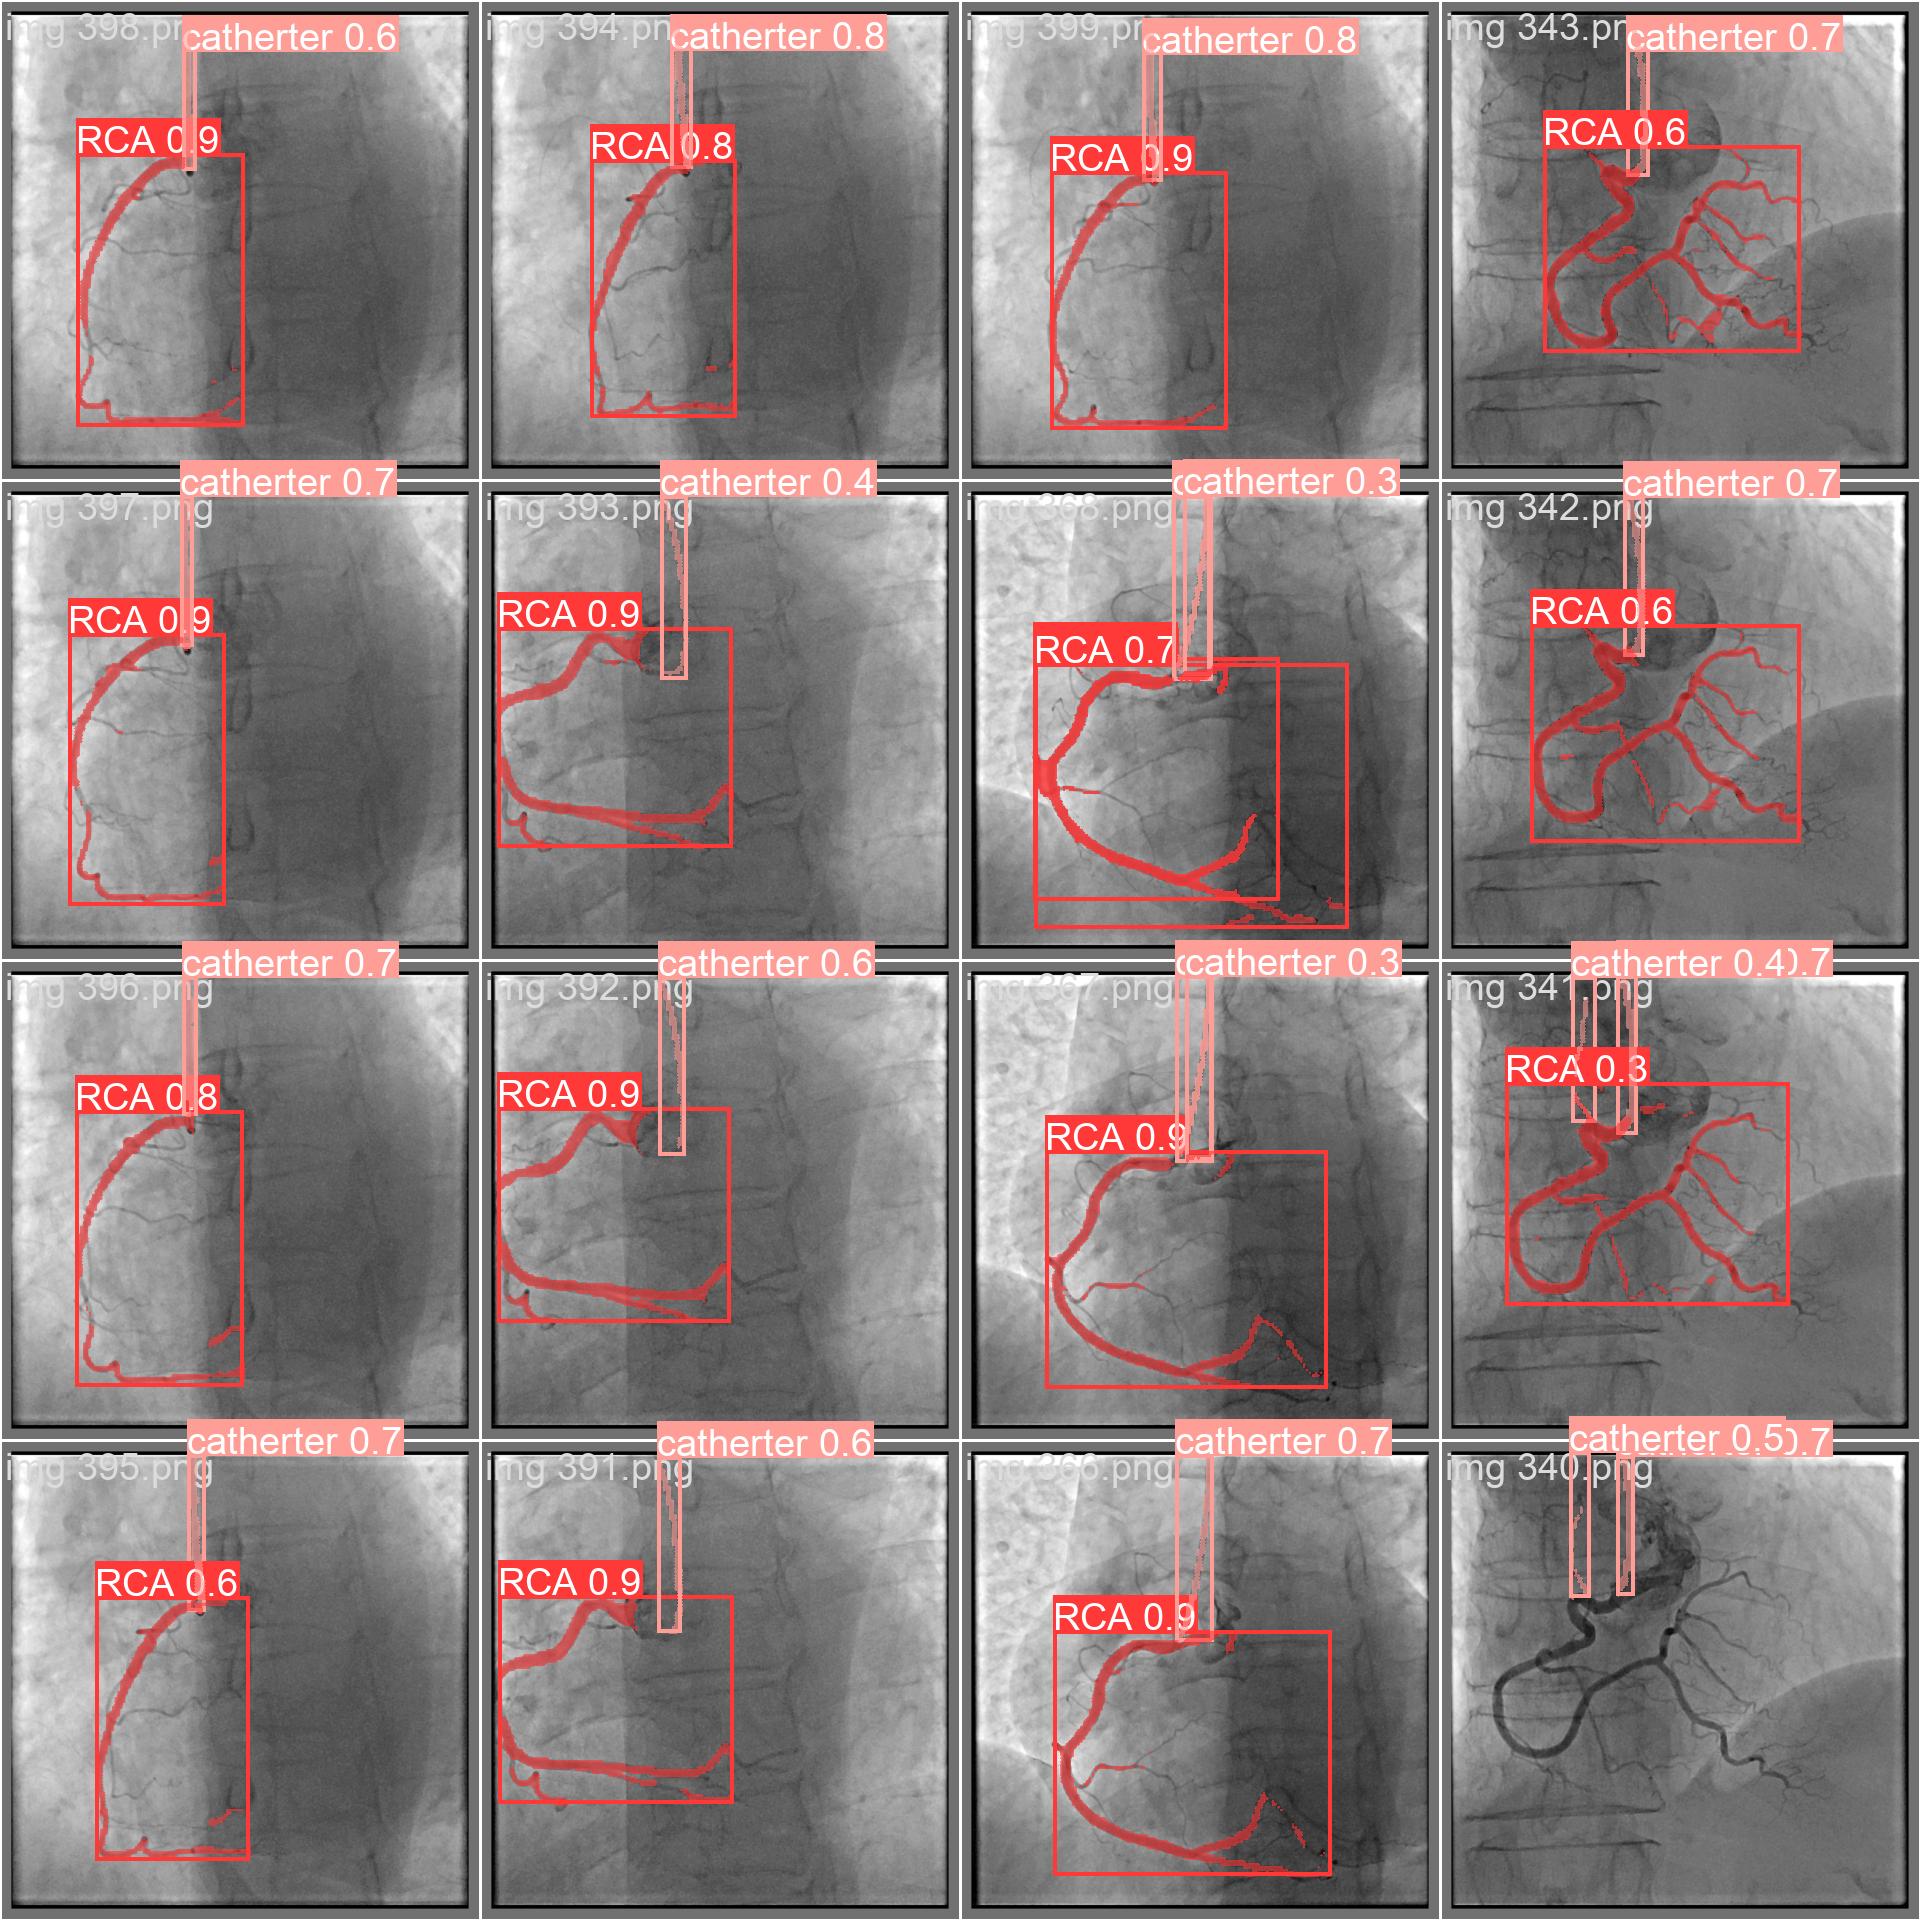 img 398.pn
catherter 0.6
RCA 0.9
img 394.pn
catherter 0.8
RCA 0.8
img 399.pr
catherter 0.8
RCA 0.9
img 343.pr
catherter 0.7
RCA 0.6
catherter 0.7
img 397.png
RCA 0.9
catherter 0.4
img 393.png
RCA 0.9
catherter 0.3
img 368.png
RCA 0.7
catherter 0.7
img 342.png
RCA 0.6
catherter 0.7
img 396.png
RCA 0.8
catherter 0.6
img 392.png
RCA 0.9
catherter 0.3
img 367.png
RCA 0.9
catherter 0.4 0.7
img 341.png
RCA 0.3
catherter 0.7
img 395.png
RCA 0.6
catherter 0.6
img 391.png
RCA 0.9
catherter 0.7
img 366.png
RCA 0.9
catherter 0.5 0.7
img 340.png